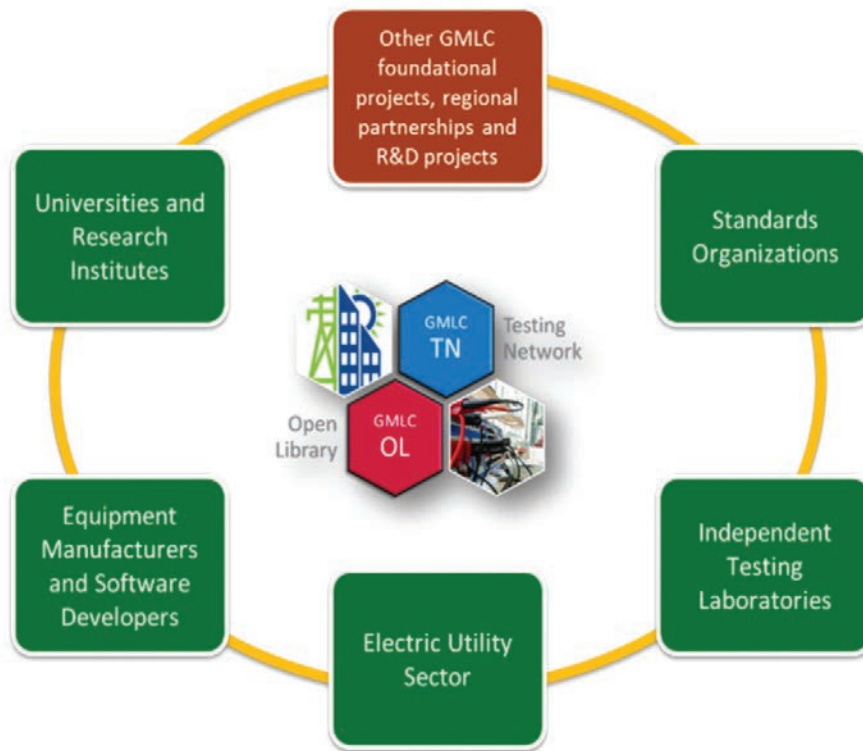 Other GMLC
foundational
projects, regional
partnerships and
R&D projects
Universities and
Research
Institutes
Standards
Organizations
GMLC
TN
Testing
Network
Open
Library
GMLC
OL
Equipment
Manufacturers
and Software
Developers
Independent
Testing
Laboratories
Electric Utility
Sector